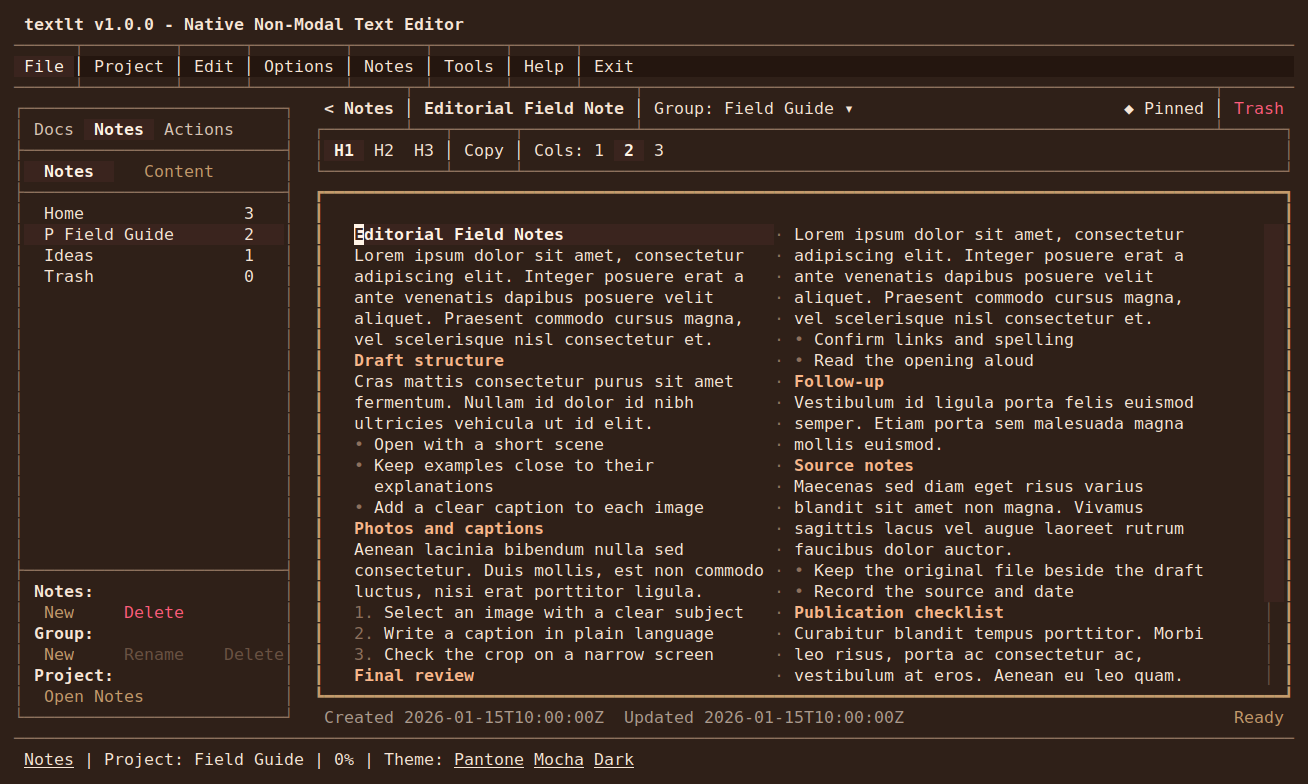 textlt v1.0.0 - Native Non-Modal Text Editor
File │ Project │ Edit │ Options │ Notes │ Tools │ Help │ Exit
Docs Notes Actions
Notes Content
Home 3
P Field Guide 2
Ideas 1
Trash 0
Notes:
New Delete
Group:
New Rename Delete
Project:
Open Notes
< Notes │ Editorial Field Note │ Group: Field Guide ▾
◆ Pinned │ Trash
H1 H2 H3 │ Copy │ Cols: 1 2 3
Editorial Field Notes
Lorem ipsum dolor sit amet, consectetur
adipiscing elit. Integer posuere erat a
ante venenatis dapibus posuere velit
aliquet. Praesent commodo cursus magna,
vel scelerisque nisl consectetur et.
Draft structure
Cras mattis consectetur purus sit amet
fermentum. Nullam id dolor id nibh
ultricies vehicula ut id elit.
• Open with a short scene
• Keep examples close to their
explanations
• Add a clear caption to each image
Photos and captions
Aenean lacinia bibendum nulla sed
consectetur. Duis mollis, est non commodo
luctus, nisi erat porttitor ligula.
1. Select an image with a clear subject
2. Write a caption in plain language
3. Check the crop on a narrow screen
Final review
Lorem ipsum dolor sit amet, consectetur
adipiscing elit. Integer posuere erat a
ante venenatis dapibus posuere velit
aliquet. Praesent commodo cursus magna,
vel scelerisque nisl consectetur et.
• Confirm links and spelling
• Read the opening aloud
Follow-up
Vestibulum id ligula porta felis euismod
semper. Etiam porta sem malesuada magna
mollis euismod.
Source notes
Maecenas sed diam eget risus varius
blandit sit amet non magna. Vivamus
sagittis lacus vel augue laoreet rutrum
faucibus dolor auctor.
• Keep the original file beside the draft
• Record the source and date
Publication checklist
Curabitur blandit tempus porttitor. Morbi
leo risus, porta ac consectetur ac,
vestibulum at eros. Aenean eu leo quam.
Created 2026-01-15T10:00:00Z Updated 2026-01-15T10:00:00Z
Ready
Notes | Project: Field Guide | 0% | Theme: Pantone Mocha Dark